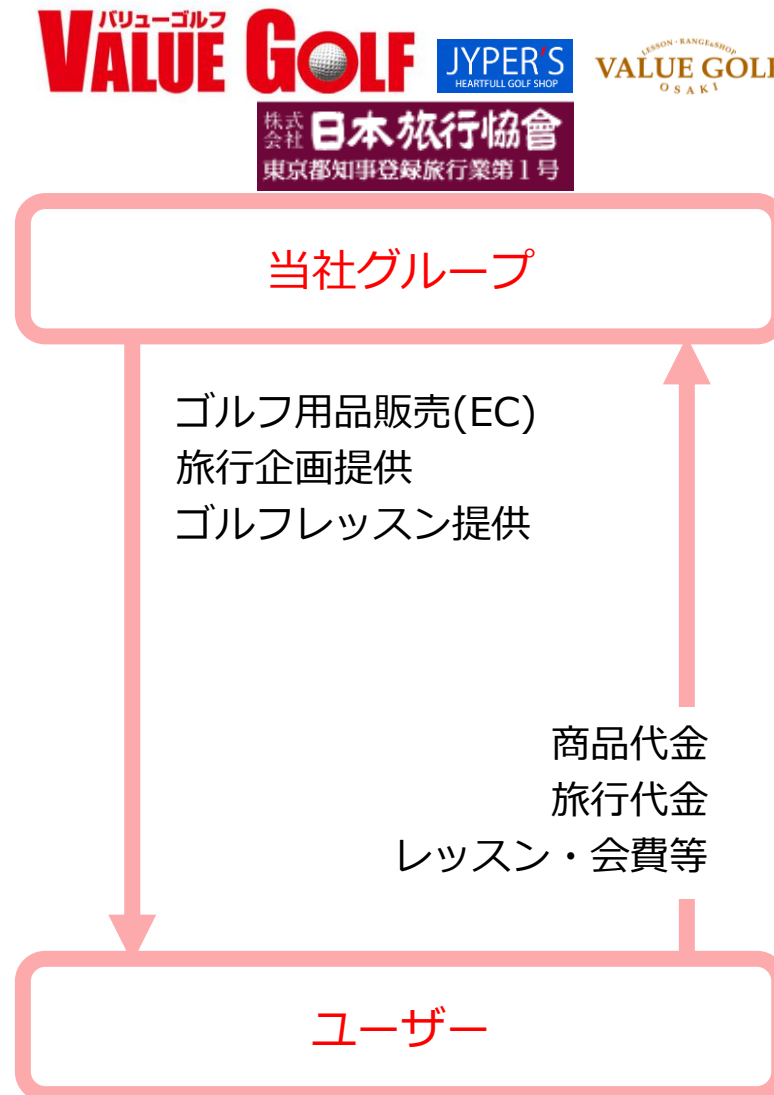 バリューゴルフ
VALUE GOLF
JYPER'S
HEARTFULL GOLF SHOP
LESSON・RANGE&SHOP
VALUE GOL
OSAKI
株式会社 日本旅行協會
東京都知事登録旅行業第1号
当社グループ
ゴルフ用品販売(EC)
旅行企画提供
ゴルフレッスン提供
商品代金
旅行代金
レッスン・会費等
ユーザー